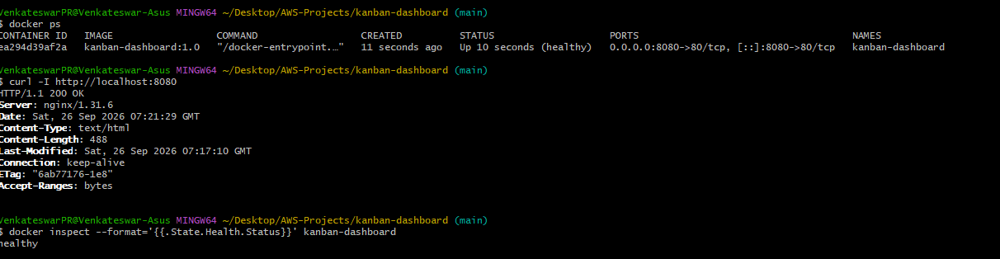 VenkateswarPR@Venkateswar-Asus MINGW64 ~/Desktop/AWS-Projects/kanban-dashboard (main)
$ docker ps
CONTAINER ID   IMAGE                  COMMAND                  CREATED          STATUS                    PORTS                                     NAMES
ea294d39af2a   kanban-dashboard:1.0   "/docker-entrypoint.…"   11 seconds ago   Up 10 seconds (healthy)   0.0.0.0:8080->80/tcp, [::]:8080->80/tcp   kanban-dashboard
VenkateswarPR@Venkateswar-Asus MINGW64 ~/Desktop/AWS-Projects/kanban-dashboard (main)
$ curl -I http://localhost:8080
HTTP/1.1 200 OK
Server: nginx/1.31.6
Date: Sat, 26 Sep 2026 07:21:29 GMT
Content-Type: text/html
Content-Length: 488
Last-Modified: Sat, 26 Sep 2026 07:17:10 GMT
Connection: keep-alive
ETag: "6ab77176-1e8"
Accept-Ranges: bytes
VenkateswarPR@Venkateswar-Asus MINGW64 ~/Desktop/AWS-Projects/kanban-dashboard (main)
$ docker inspect --format='{{.State.Health.Status}}' kanban-dashboard
healthy